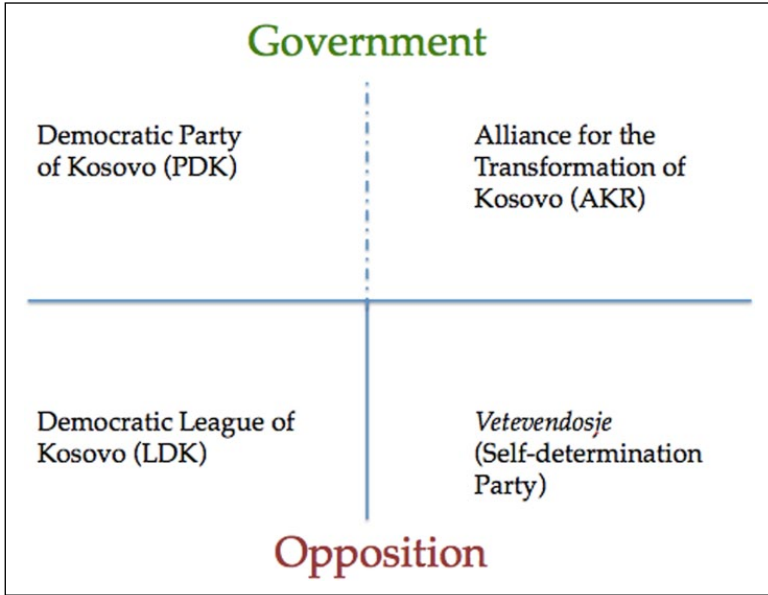 Government
Democratic Party
of Kosovo (PDK)
Alliance for the
Transformation of
Kosovo (AKR)
Democratic League of
Kosovo (LDK)
Vetevendosje
(Self-determination
Party)
Opposition